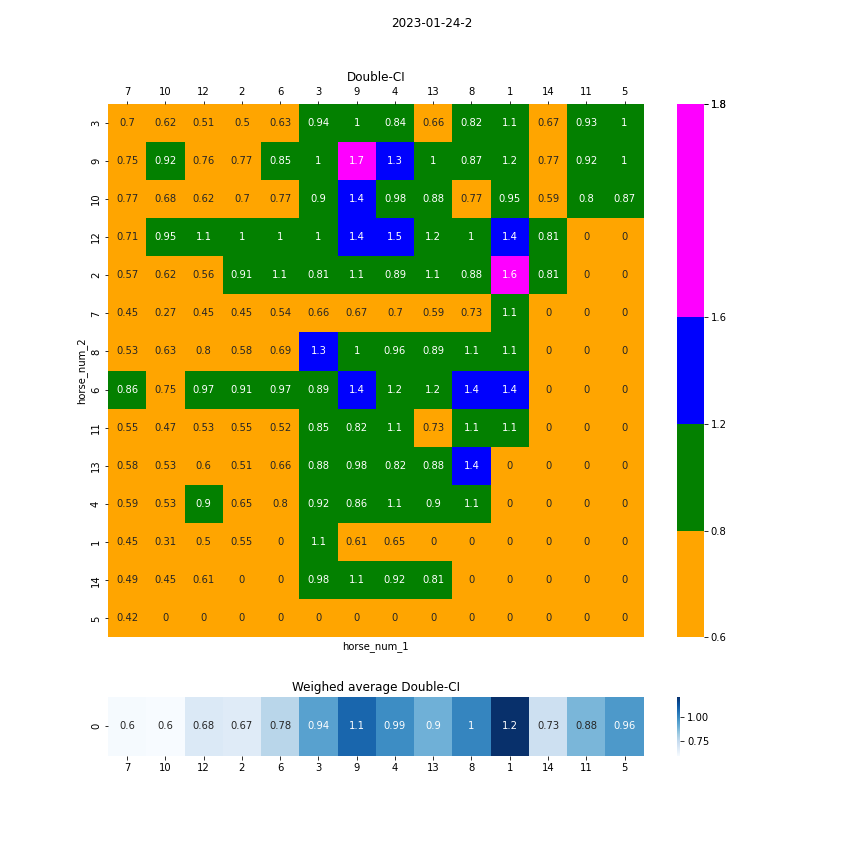 2023-01-24-2
Double-CI
7 10 12 2 6 3 9 4 13 8 1 14 11 5
3 0.7 0.62 0.51 0.5 0.63 0.94 1 0.84 0.66 0.82 1.1 0.67 0.93 1
9 0.75 0.92 0.76 0.77 0.85 1 1.7 1.3 1 0.87 1.2 0.77 0.92 1
10 0.77 0.68 0.62 0.7 0.77 0.9 1.4 0.98 0.88 0.77 0.95 0.59 0.8 0.87
12 0.71 0.95 1.1 1 1 1 1.4 1.5 1.2 1 1.4 0.81 0 0
2 0.57 0.62 0.56 0.91 1.1 0.81 1.1 0.89 1.1 0.88 1.6 0.81 0 0
7 0.45 0.27 0.45 0.45 0.54 0.66 0.67 0.7 0.59 0.73 1.1 0 0 0
8 0.53 0.63 0.8 0.58 0.69 1.3 1 0.96 0.89 1.1 1.1 0 0 0
6 0.86 0.75 0.97 0.91 0.97 0.89 1.4 1.2 1.2 1.4 1.4 0 0 0
11 0.55 0.47 0.53 0.55 0.52 0.85 0.82 1.1 0.73 1.1 1.1 0 0 0
13 0.58 0.53 0.6 0.51 0.66 0.88 0.98 0.82 0.88 1.4 0 0 0 0
4 0.59 0.53 0.9 0.65 0.8 0.92 0.86 1.1 0.9 1.1 0 0 0 0
1 0.45 0.31 0.5 0.55 0 1.1 0.61 0.65 0 0 0 0 0 0
14 0.49 0.45 0.61 0 0 0.98 1.1 0.92 0.81 0 0 0 0 0
5 0.42 0 0 0 0 0 0 0 0 0 0 0 0 0
horse_num_2
horse_num_1
1.8
1.6
1.2
0.8
0.6
Weighed average Double-CI
0 0.6 0.6 0.68 0.67 0.78 0.94 1.1 0.99 0.9 1 1.2 0.73 0.88 0.96
7 10 12 2 6 3 9 4 13 8 1 14 11 5
1.00
0.75